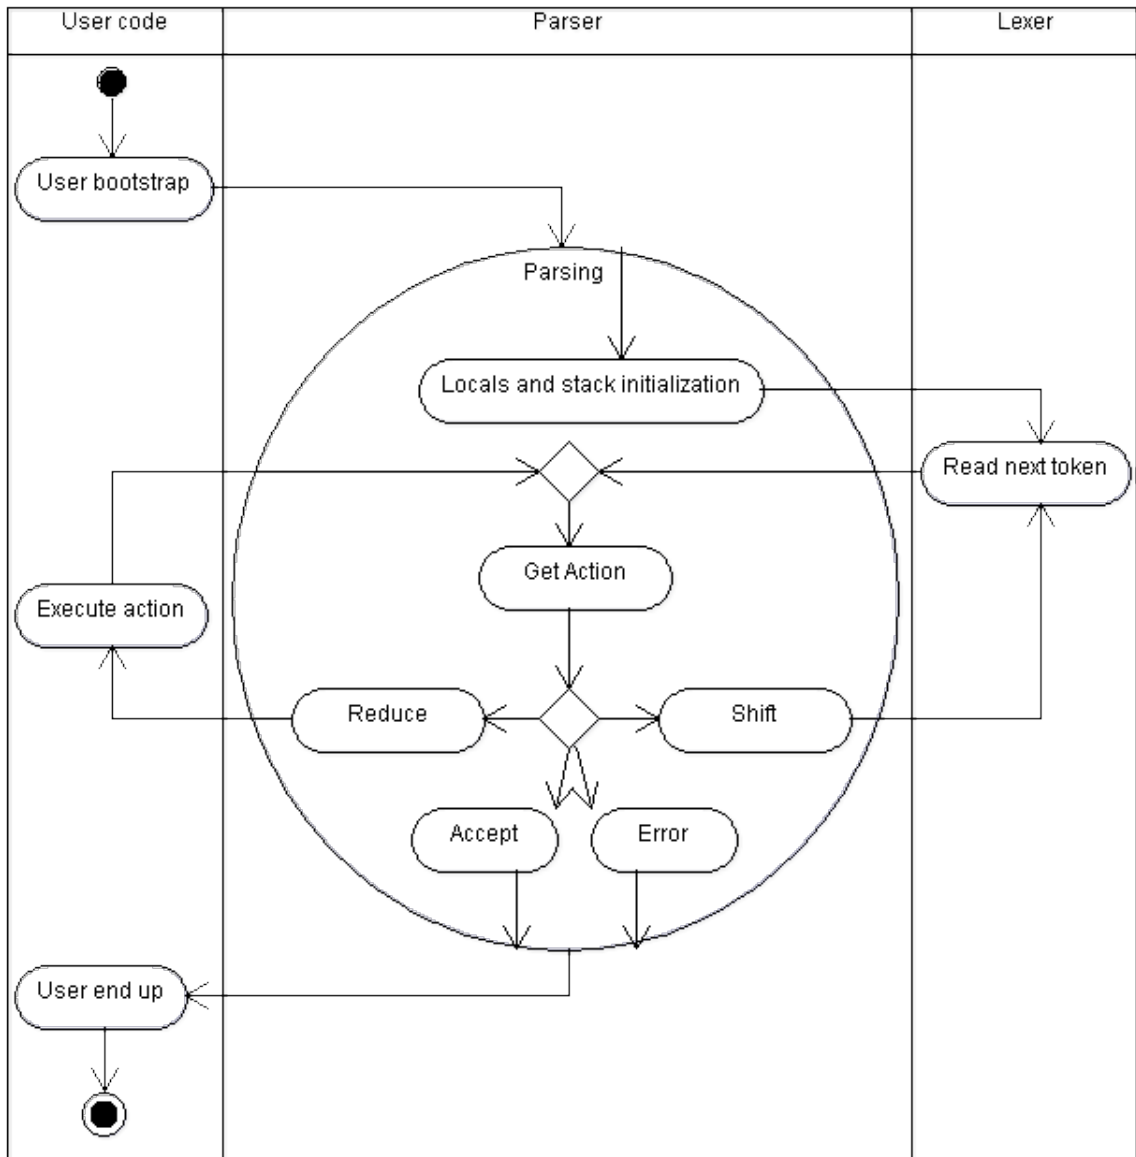 User code
Parser
Lexer
User bootstrap
Parsing
Locals and stack initialization
Read next token
Get Action
Execute action
Reduce
Shift
Accept
Error
User end up